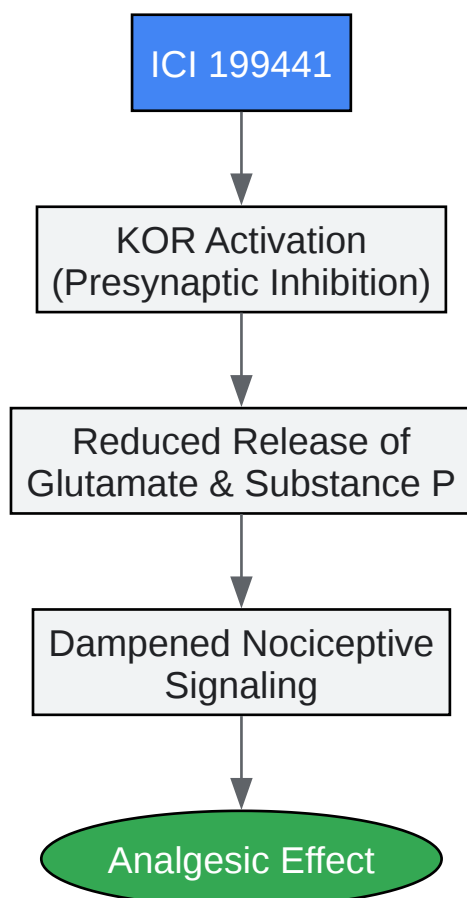 ICI 199441
KOR Activation
(Presynaptic Inhibition)
Reduced Release of
Glutamate & Substance P
Dampened Nociceptive
Signaling
Analgesic Effect